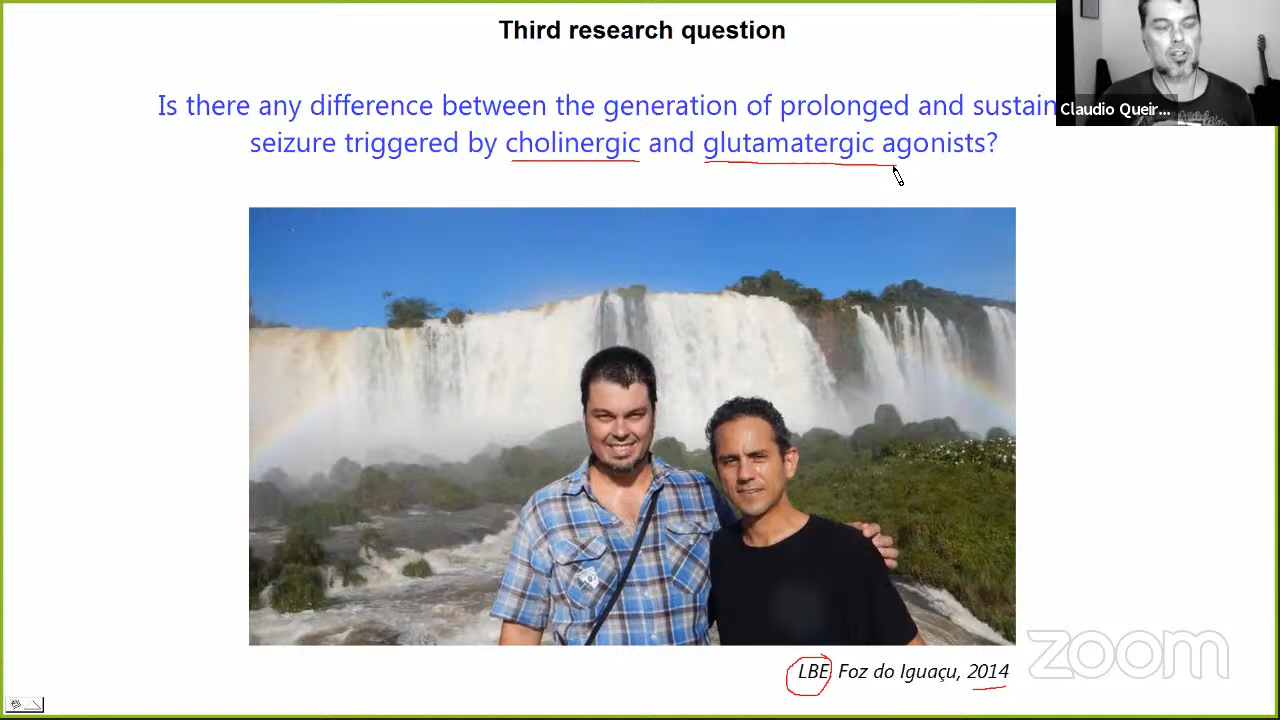 Third research question
Is there any difference between the generation of prolonged and sustain
seizure triggered by cholinergic and glutamatergic agonists?
Claudio Queir...
LBE, Foz do Iguaçu, 2014
zoom